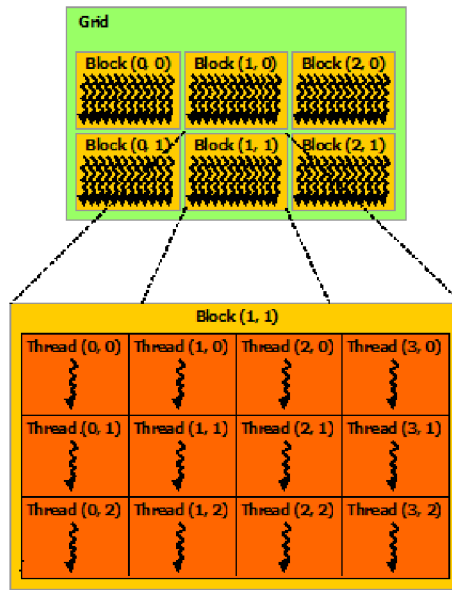 Grid
Block (0, 0) Block (1, 0) Block (2, 0)
Block (0, 1) Block (1, 1) Block (2, 1)
Block (1, 1)
Thread (0, 0) Thread (1, 0) Thread (2, 0) Thread (3, 0)
Thread (0, 1) Thread (1, 1) Thread (2, 1) Thread (3, 1)
Thread (0, 2) Thread (1, 2) Thread (2, 2) Thread (3, 2)